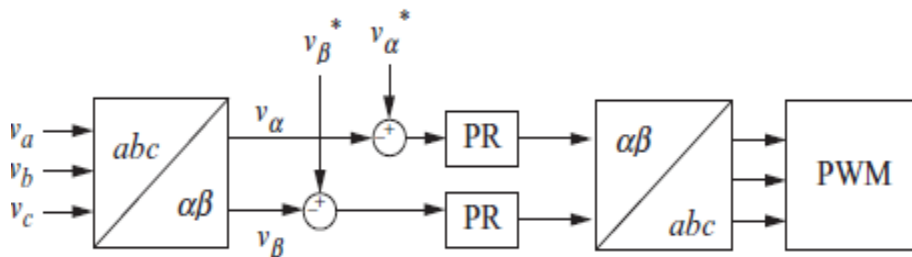 v_β* v_α*
v_a abc v_α − + PR αβ PWM
v_b
v_c αβ v_β − + PR abc